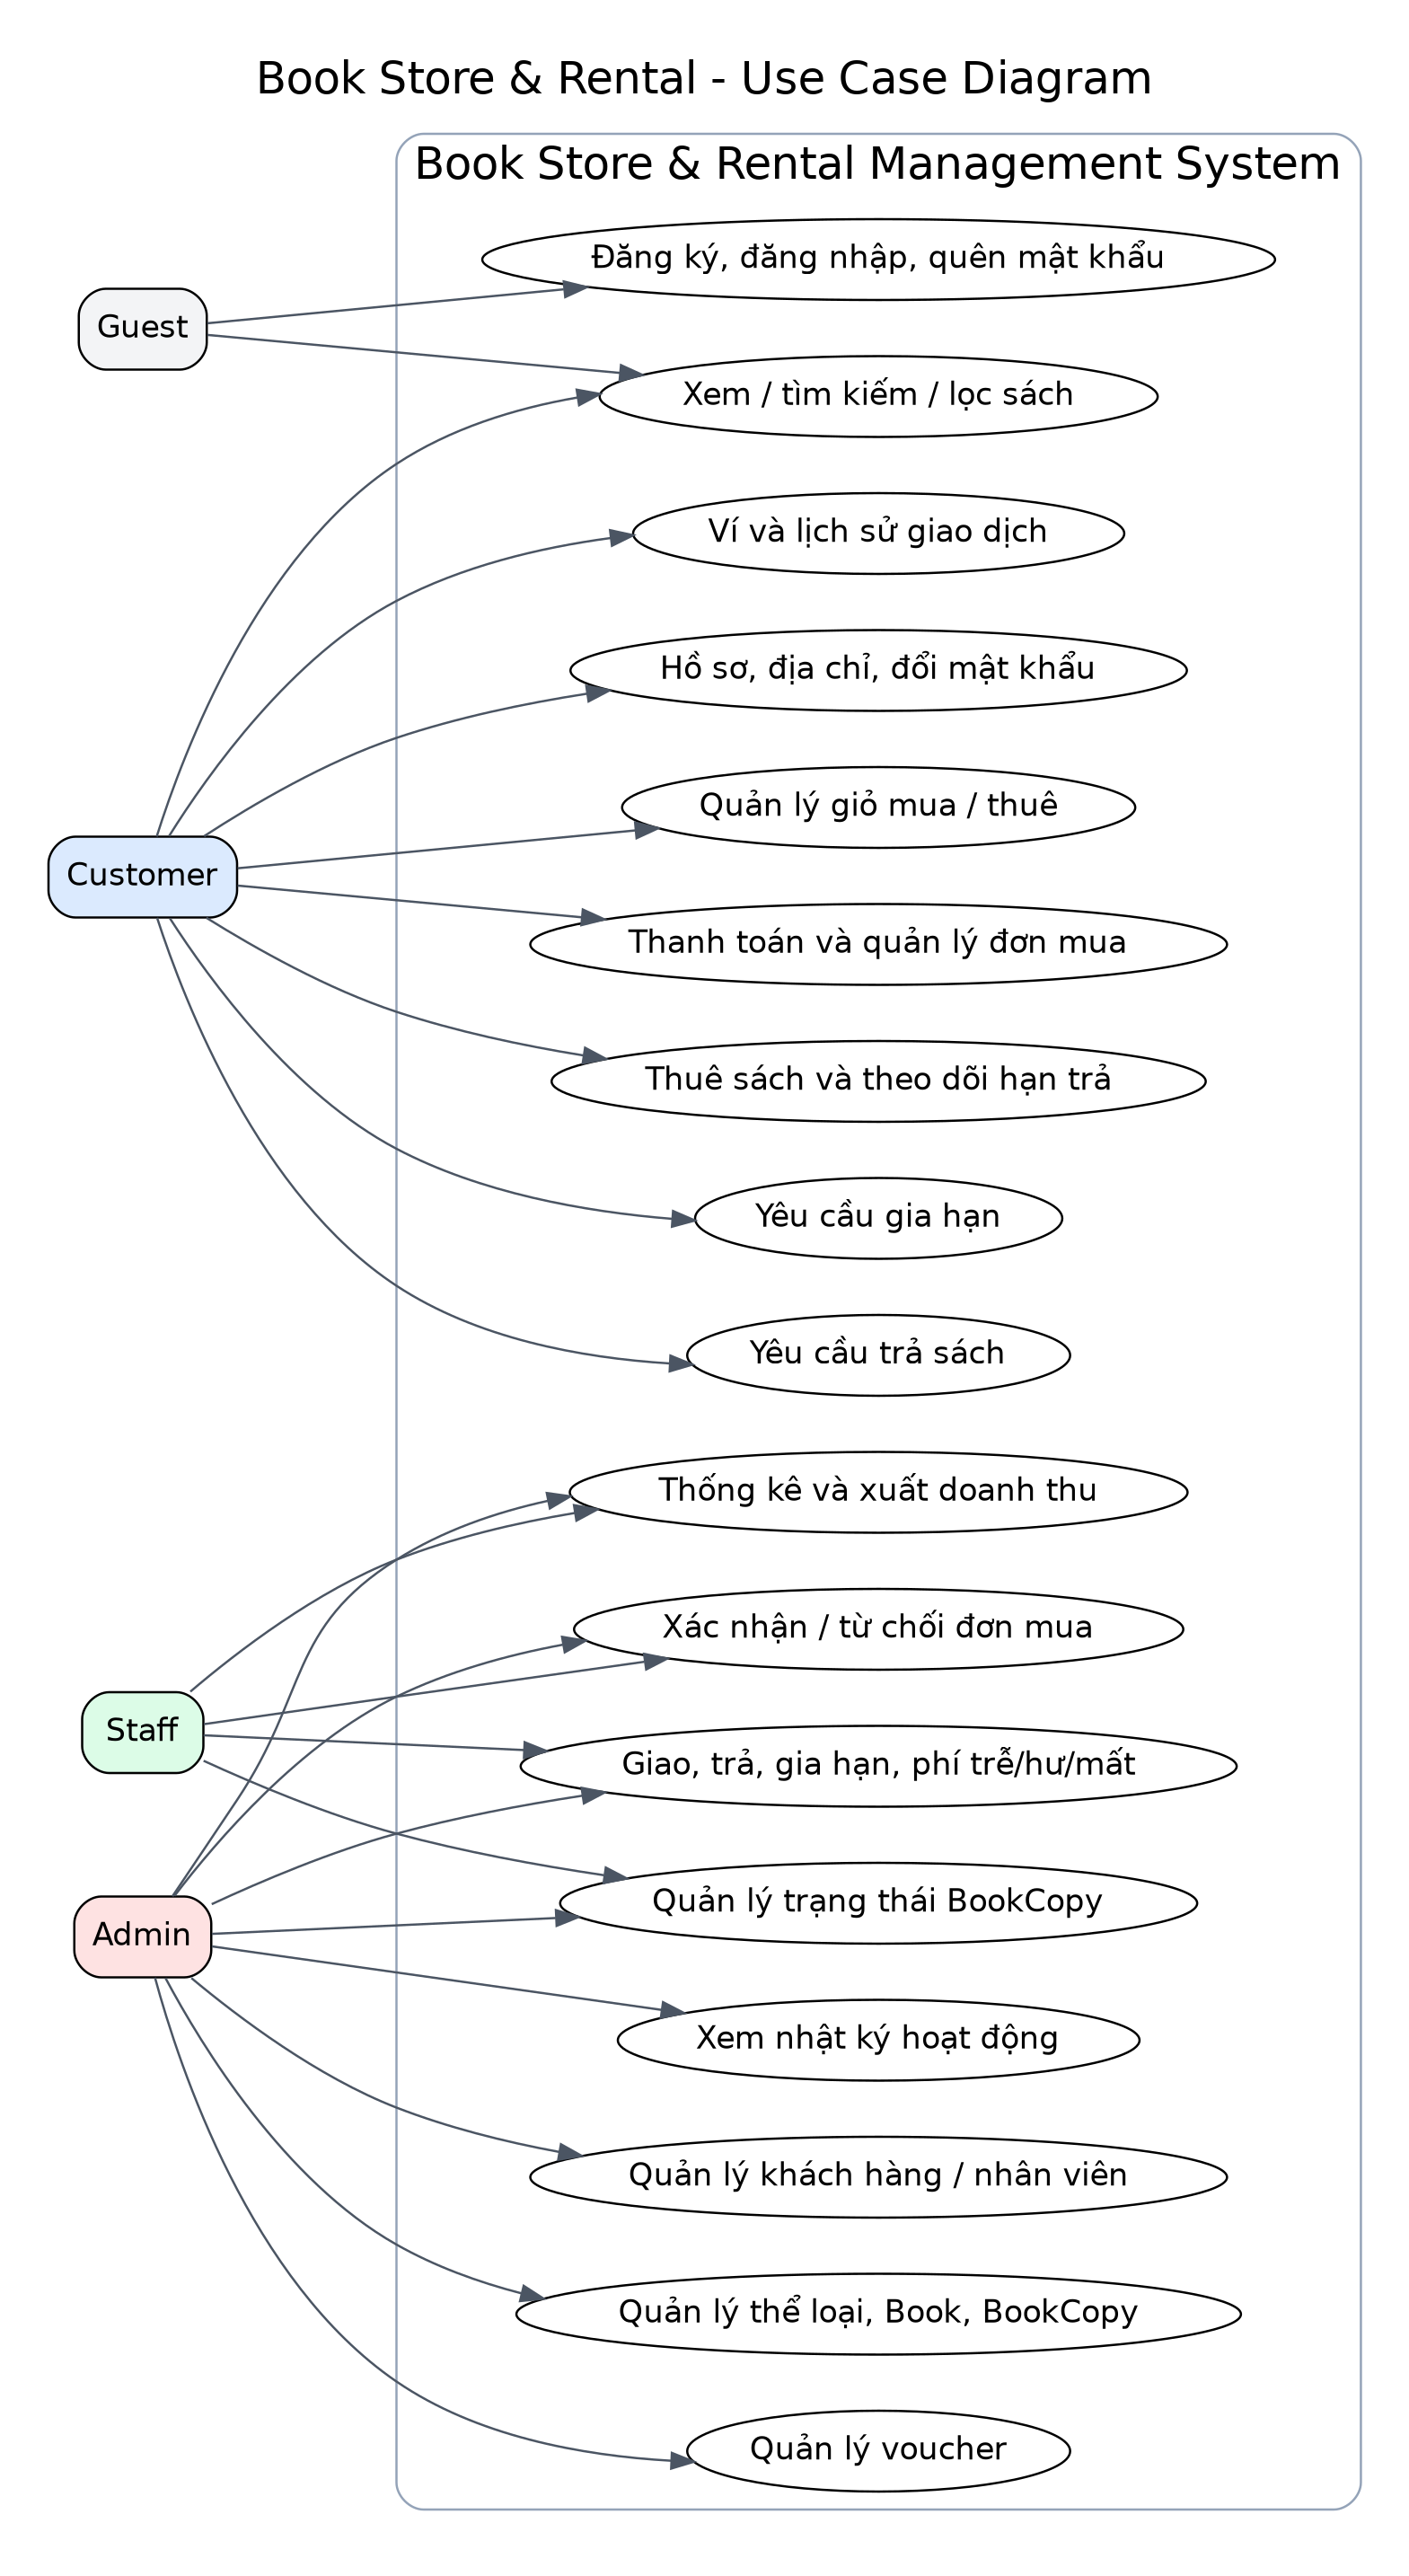 Book Store & Rental - Use Case Diagram
Book Store & Rental Management System
Đăng ký, đăng nhập, quên mật khẩu
Guest
Xem / tìm kiếm / lọc sách
Ví và lịch sử giao dịch
Hồ sơ, địa chỉ, đổi mật khẩu
Quản lý giỏ mua / thuê
Customer
Thanh toán và quản lý đơn mua
Thuê sách và theo dõi hạn trả
Yêu cầu gia hạn
Yêu cầu trả sách
Thống kê và xuất doanh thu
Xác nhận / từ chối đơn mua
Staff
Giao, trả, gia hạn, phí trễ/hư/mất
Quản lý trạng thái BookCopy
Admin
Xem nhật ký hoạt động
Quản lý khách hàng / nhân viên
Quản lý thể loại, Book, BookCopy
Quản lý voucher